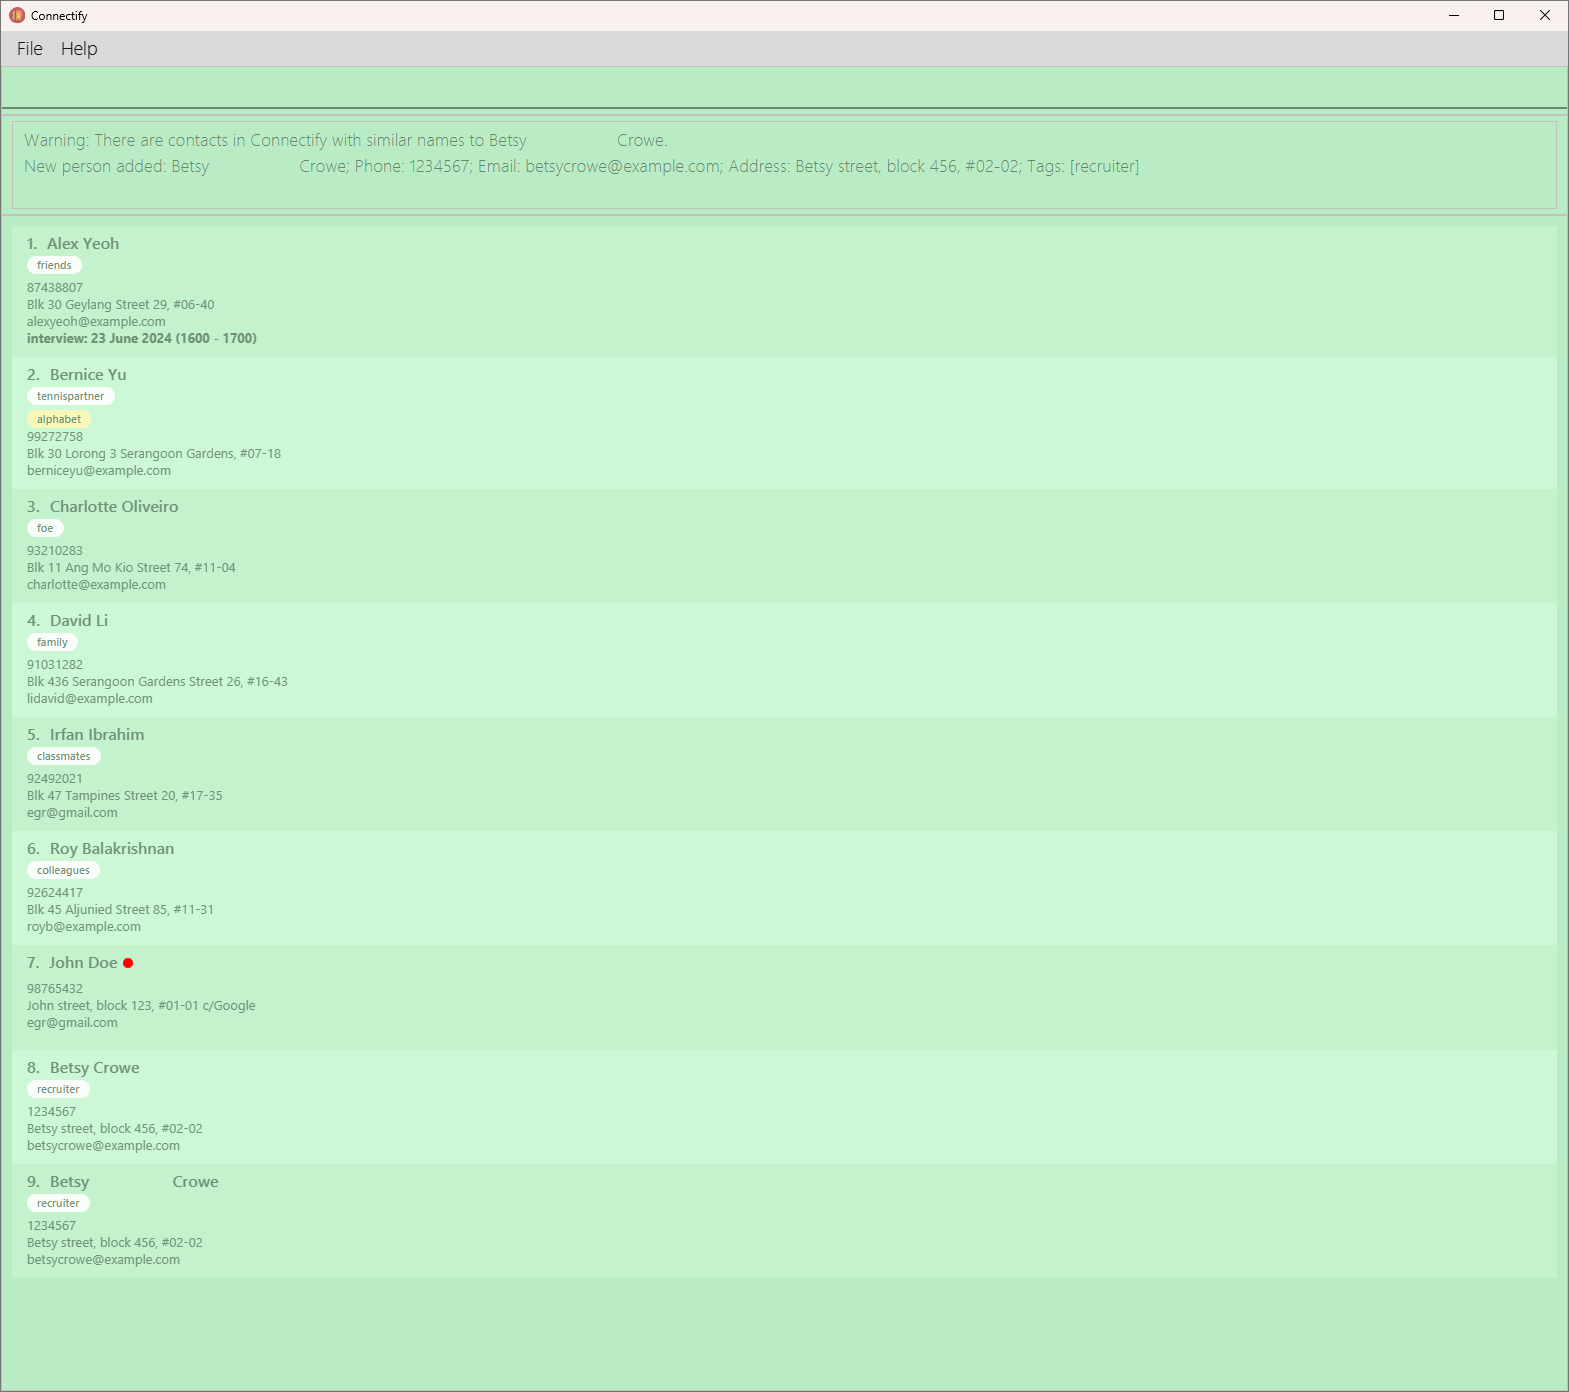 Connectify
File Help
Warning: There are contacts in Connectify with similar names to Betsy                    Crowe.
New person added: Betsy                    Crowe; Phone: 1234567; Email: betsycrowe@example.com; Address: Betsy street, block 456, #02-02; Tags: [recruiter]
1. Alex Yeoh
friends
87438807
Blk 30 Geylang Street 29, #06-40
alexyeoh@example.com
interview: 23 June 2024 (1600 - 1700)
2. Bernice Yu
tennispartner
alphabet
99272758
Blk 30 Lorong 3 Serangoon Gardens, #07-18
berniceyu@example.com
3. Charlotte Oliveiro
foe
93210283
Blk 11 Ang Mo Kio Street 74, #11-04
charlotte@example.com
4. David Li
family
91031282
Blk 436 Serangoon Gardens Street 26, #16-43
lidavid@example.com
5. Irfan Ibrahim
classmates
92492021
Blk 47 Tampines Street 20, #17-35
egr@gmail.com
6. Roy Balakrishnan
colleagues
92624417
Blk 45 Aljunied Street 85, #11-31
royb@example.com
7. John Doe
98765432
John street, block 123, #01-01 c/Google
egr@gmail.com
8. Betsy Crowe
recruiter
1234567
Betsy street, block 456, #02-02
betsycrowe@example.com
9. Betsy                    Crowe
recruiter
1234567
Betsy street, block 456, #02-02
betsycrowe@example.com